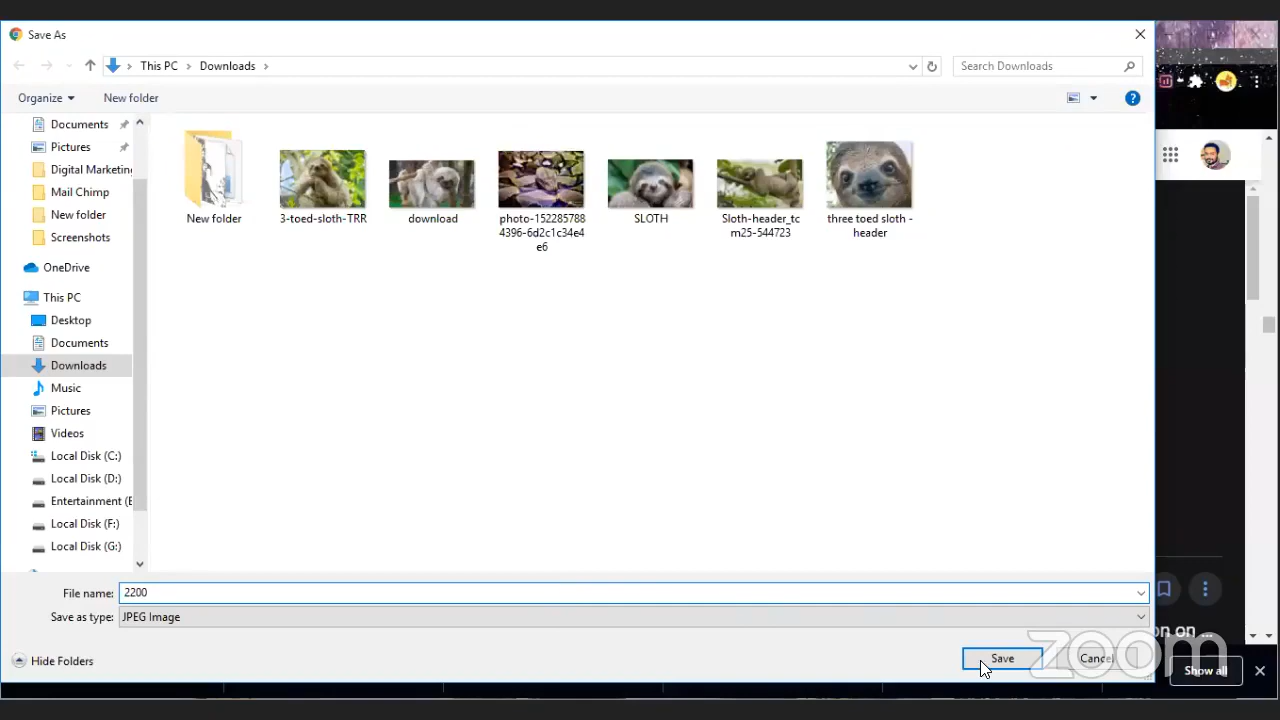 Save As
This PC
Downloads
Search Downloads
Organize
New folder
Documents
Pictures
Digital Marketing
Mail Chimp
New folder
Screenshots
OneDrive
This PC
Desktop
Documents
Downloads
Music
Pictures
Videos
Local Disk (C:)
Local Disk (D:)
Entertainment (E
Local Disk (F:)
Local Disk (G:)
New folder
3-toed-sloth-TRR
download
photo-152285788
4396-6d2c1c34e4
e6
SLOTH
Sloth-header_tc
m25-544723
three toed sloth -
header
File name: 2200
Save as type: JPEG Image
Hide Folders
Save
Cancel
on on ...
zoom
Show all